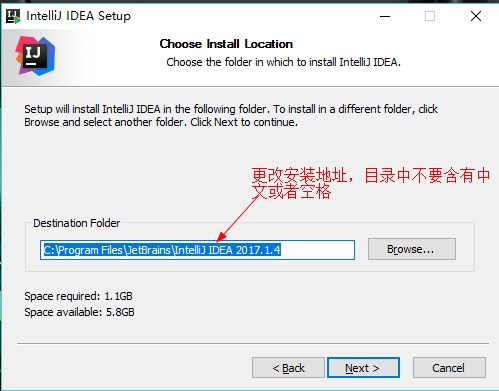 IntelliJ IDEA Setup
IJ
Choose Install Location
Choose the folder in which to install IntelliJ IDEA.
Setup will install IntelliJ IDEA in the following folder. To install in a different folder, click
Browse and select another folder. Click Next to continue.
更改安装地址，目录中不要含有中
文或者空格
Destination Folder
C:\Program Files\JetBrains\IntelliJ IDEA 2017.1.4
Browse...
Space required: 1.1GB
Space available: 5.8GB
< Back
Next >
Cancel